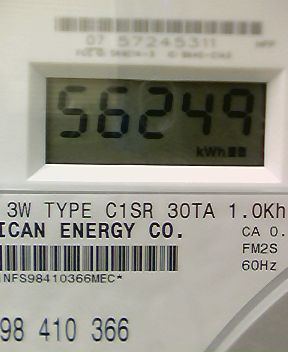 07 57245311
56249
kWh
3W TYPE C1SR 30TA 1.0Kh
ICAN ENERGY CO. CA 0.
FM2S
60Hz
NFS98410366MEC*
98 410 366